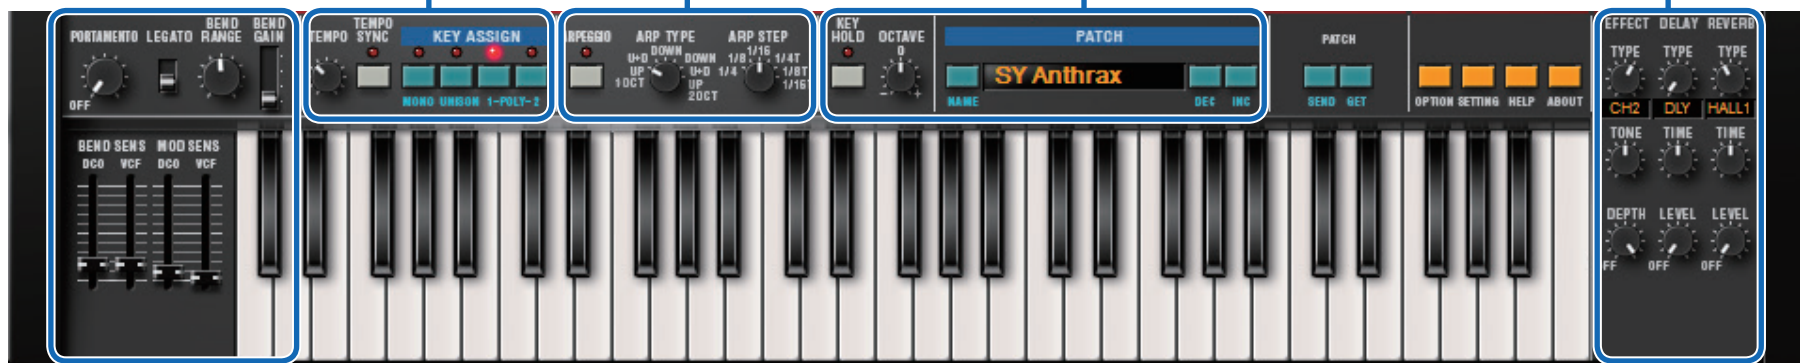 PORTAMENTO LEGATO BEND RANGE BEND GAIN
OFF
BEND SENS MOD SENS
DCO VCF DCO VCF
TEMPO TEMPO SYNC KEY ASSIGN
MONO UNISON 1-POLY-2
RPEGGIO ARP TYPE ARP STEP
DOWN
U+D DOWN
UP U+D
1OCT UP
2OCT
1/16
1/8 1/4T
1/4 1/8T
1/16T
KEY HOLD OCTAVE
0
- +
PATCH
SY Anthrax
NAME DEC INC
PATCH
SEND GET
OPTION SETTING HELP ABOUT
EFFECT DELAY REVERB
TYPE TYPE TYPE
CH2 DLY HALL1
TONE TIME TIME
DEPTH LEVEL LEVEL
FF OFF OFF